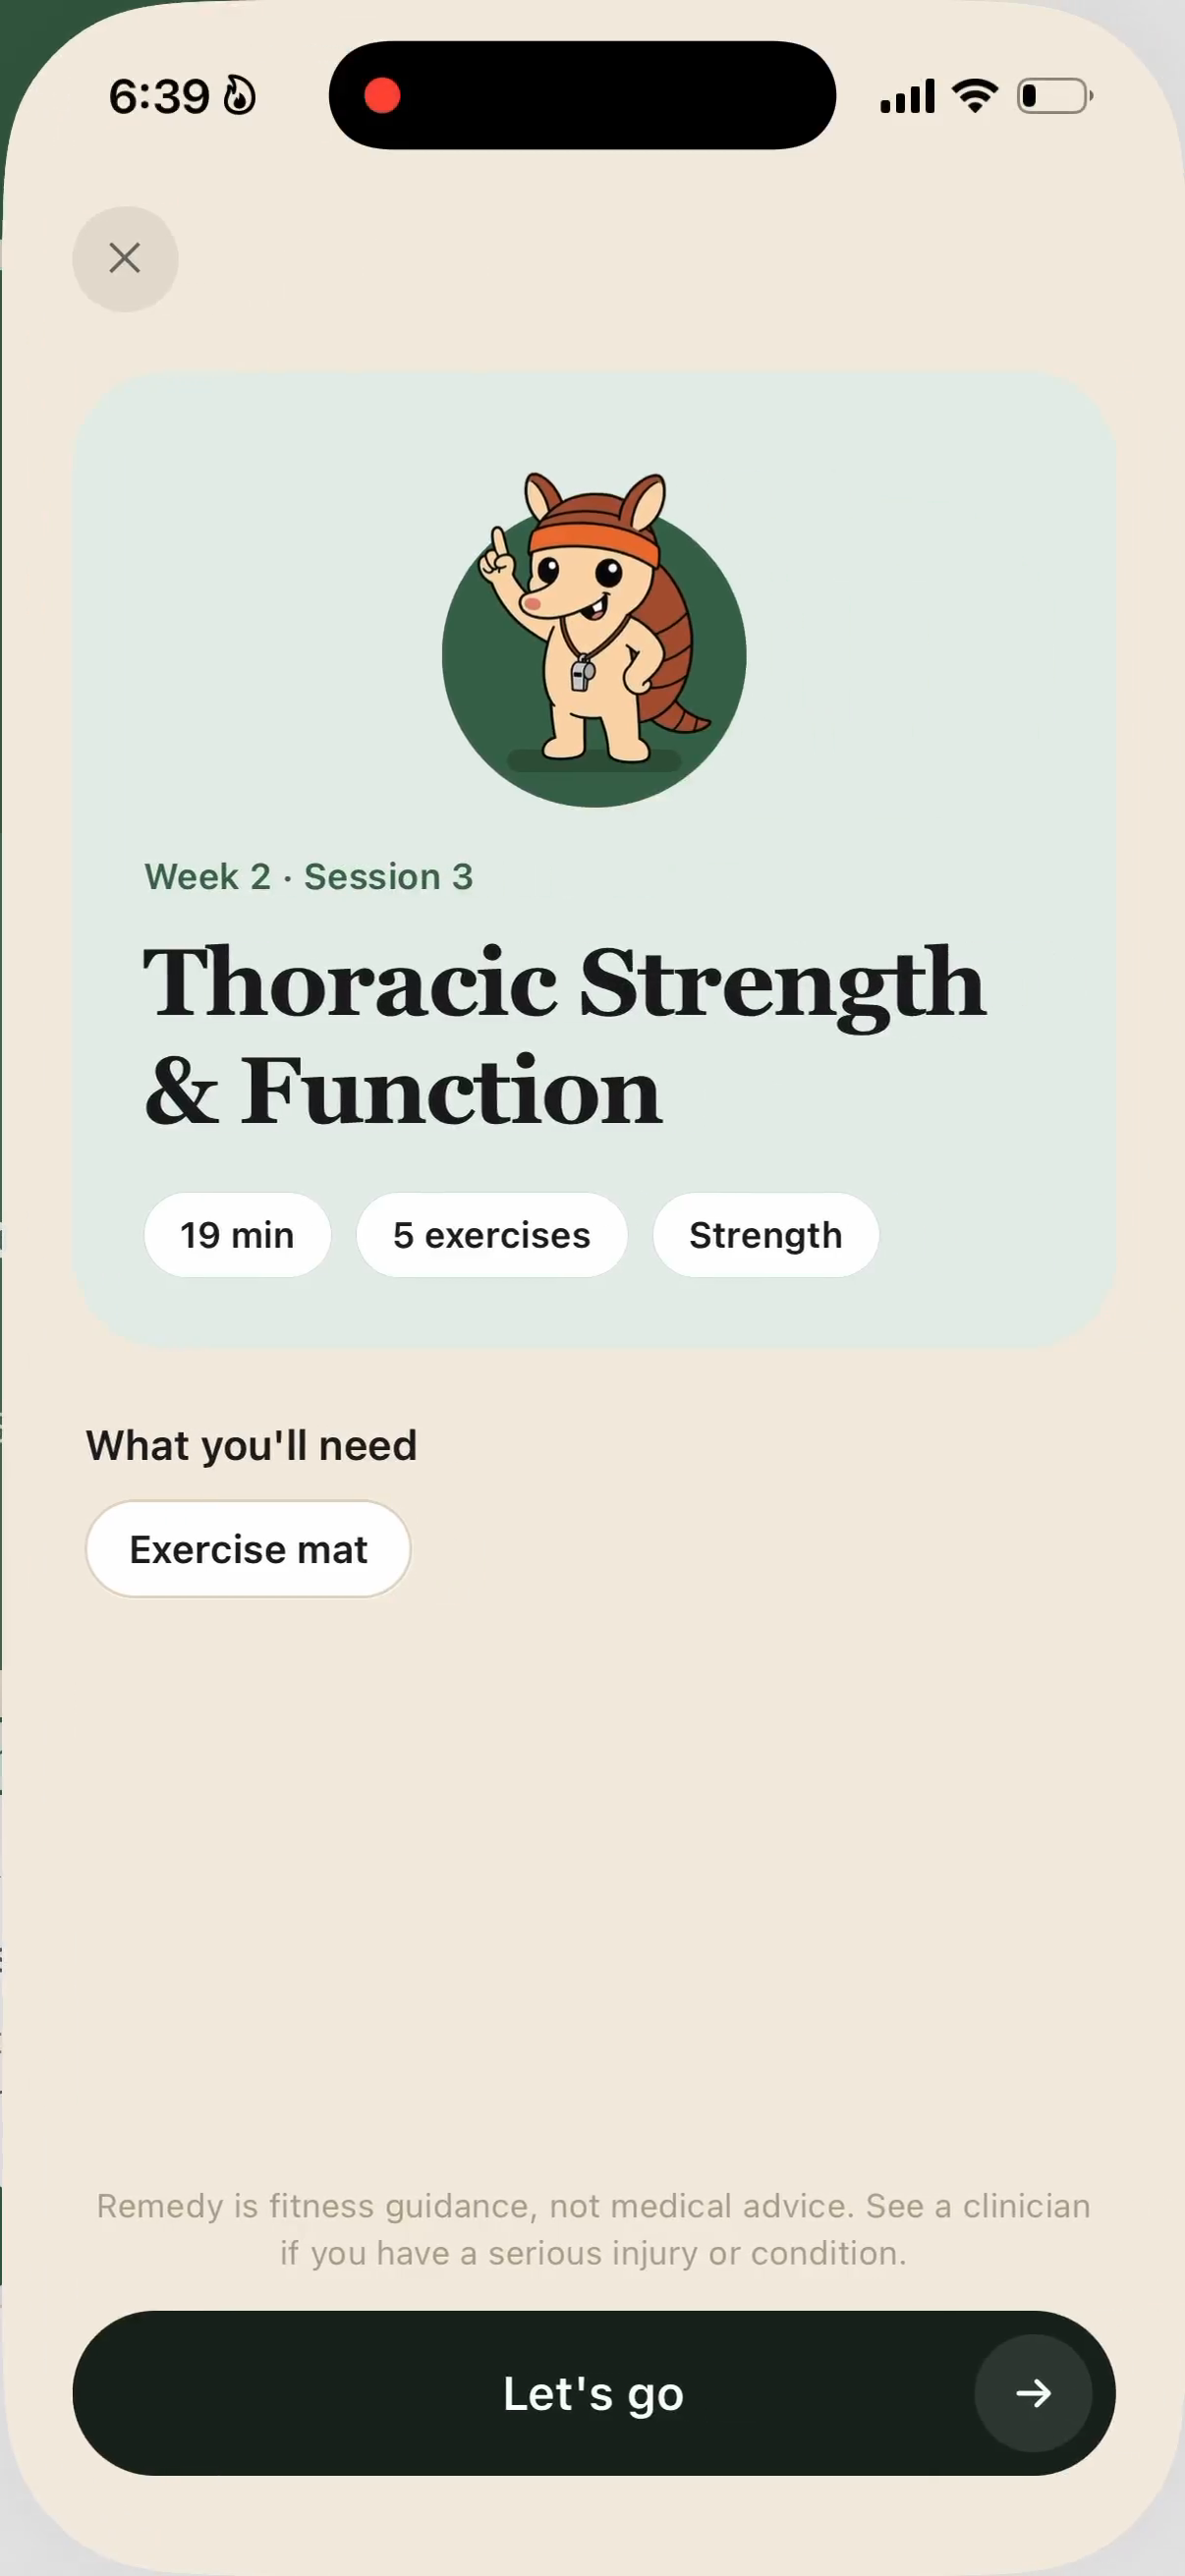 6:39
Week 2 · Session 3
Thoracic Strength
& Function
19 min
5 exercises
Strength
What you'll need
Exercise mat
Remedy is fitness guidance, not medical advice. See a clinician
if you have a serious injury or condition.
Let's go